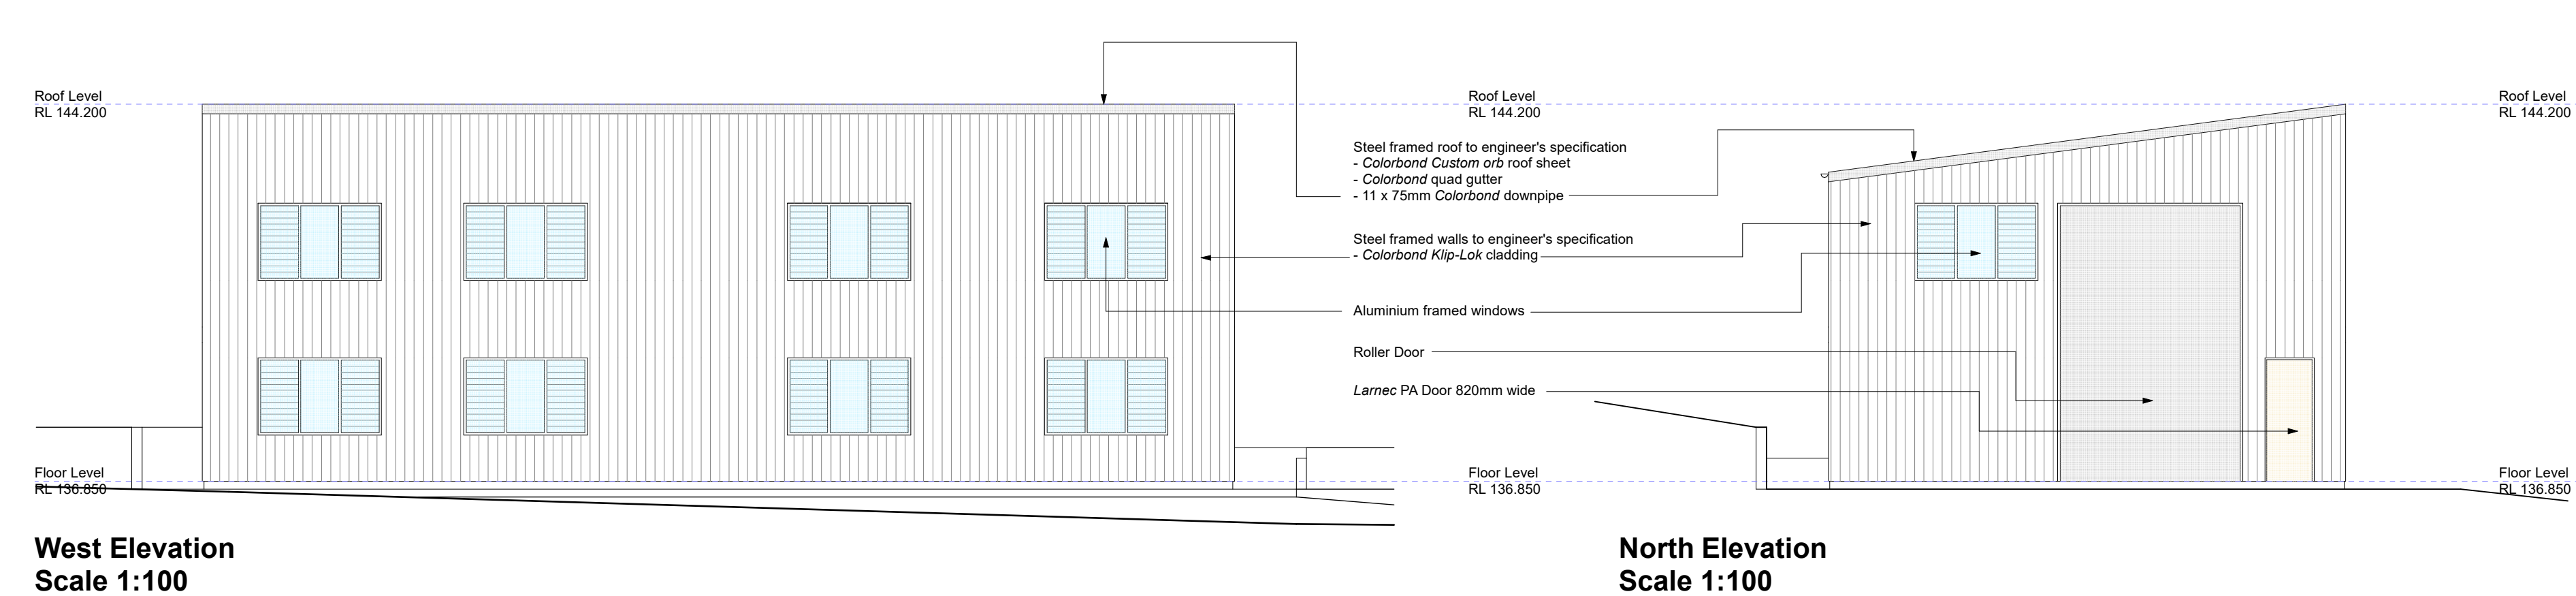 Roof Level
RL 144.200
Roof Level
RL 144.200
Roof Level
RL 144.200
Steel framed roof to engineer's specification
- Colorbond Custom orb roof sheet
- Colorbond quad gutter
- 11 x 75mm Colorbond downpipe
Steel framed walls to engineer's specification
- Colorbond Klip-Lok cladding
Aluminium framed windows
Roller Door
Larnec PA Door 820mm wide
Floor Level
RL 136.850
Floor Level
RL 136.850
Floor Level
RL 136.850
West Elevation
Scale 1:100
North Elevation
Scale 1:100